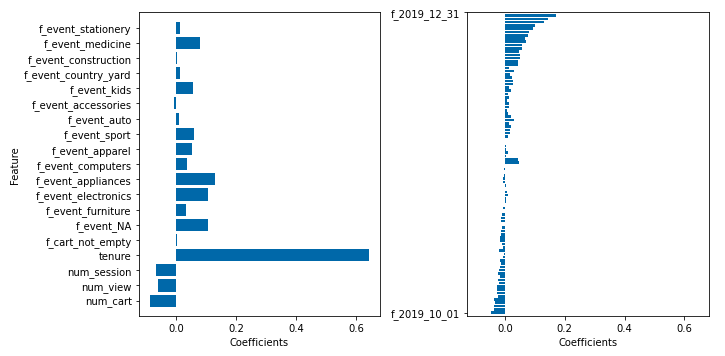 f_event_stationery
f_event_medicine
f_event_construction
f_event_country_yard
f_event_kids
f_event_accessories
f_event_auto
f_event_sport
f_event_apparel
f_event_computers
f_event_appliances
f_event_electronics
f_event_furniture
f_event_NA
f_cart_not_empty
tenure
num_session
num_view
num_cart
Feature
0.0 0.2 0.4 0.6
Coefficients
f_2019_12_31
f_2019_10_01
0.0 0.2 0.4 0.6
Coefficients